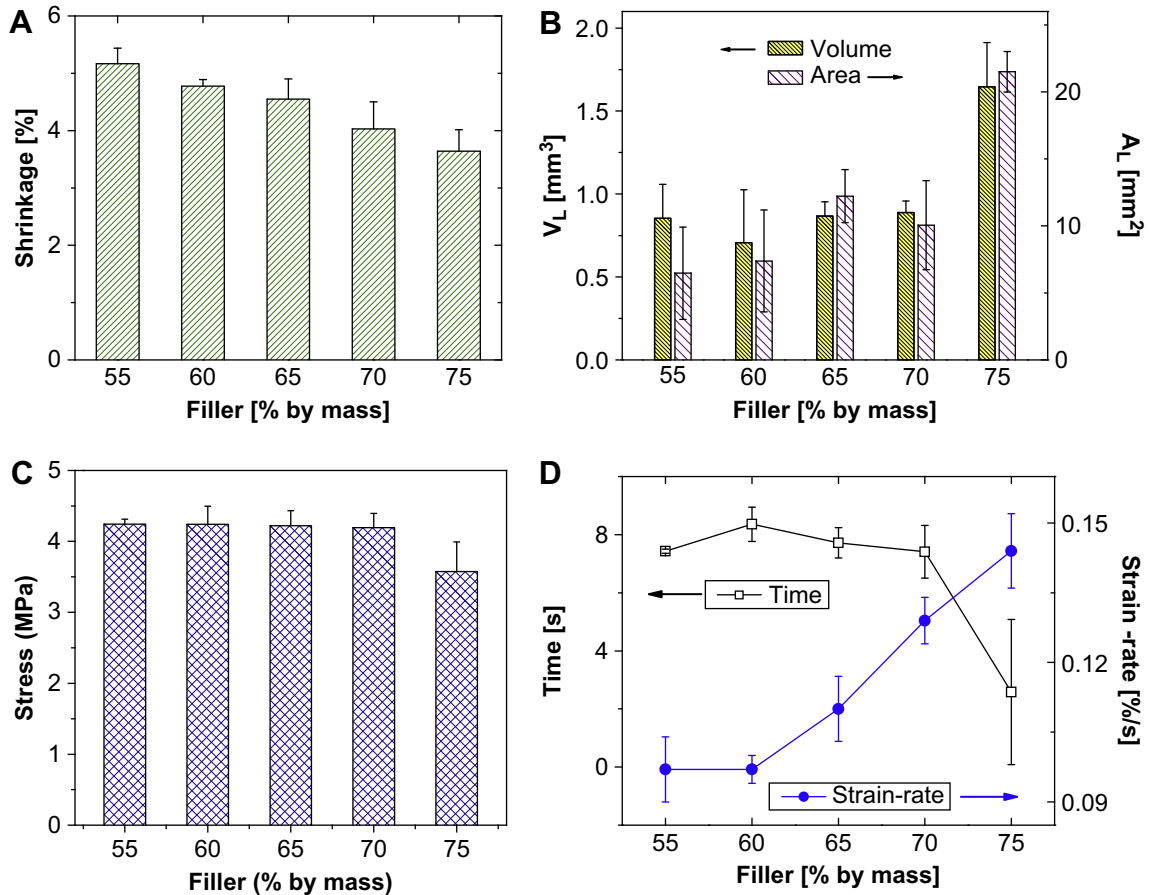 A
6
4
2
0
Shrinkage [%]
55 60 65 70 75
Filler [% by mass]
B
2.0
1.5
1.0
0.5
0.0
V_L [mm³]
Volume
Area
20
10
0
A_L [mm²]
55 60 65 70 75
Filler [% by mass]
C
5
4
3
2
1
0
Stress (MPa)
55 60 65 70 75
Filler (% by mass)
D
8
4
0
Time [s]
Time
Strain-rate
0.15
0.12
0.09
Strain -rate [%/s]
55 60 65 70 75
Filler [% by mass]